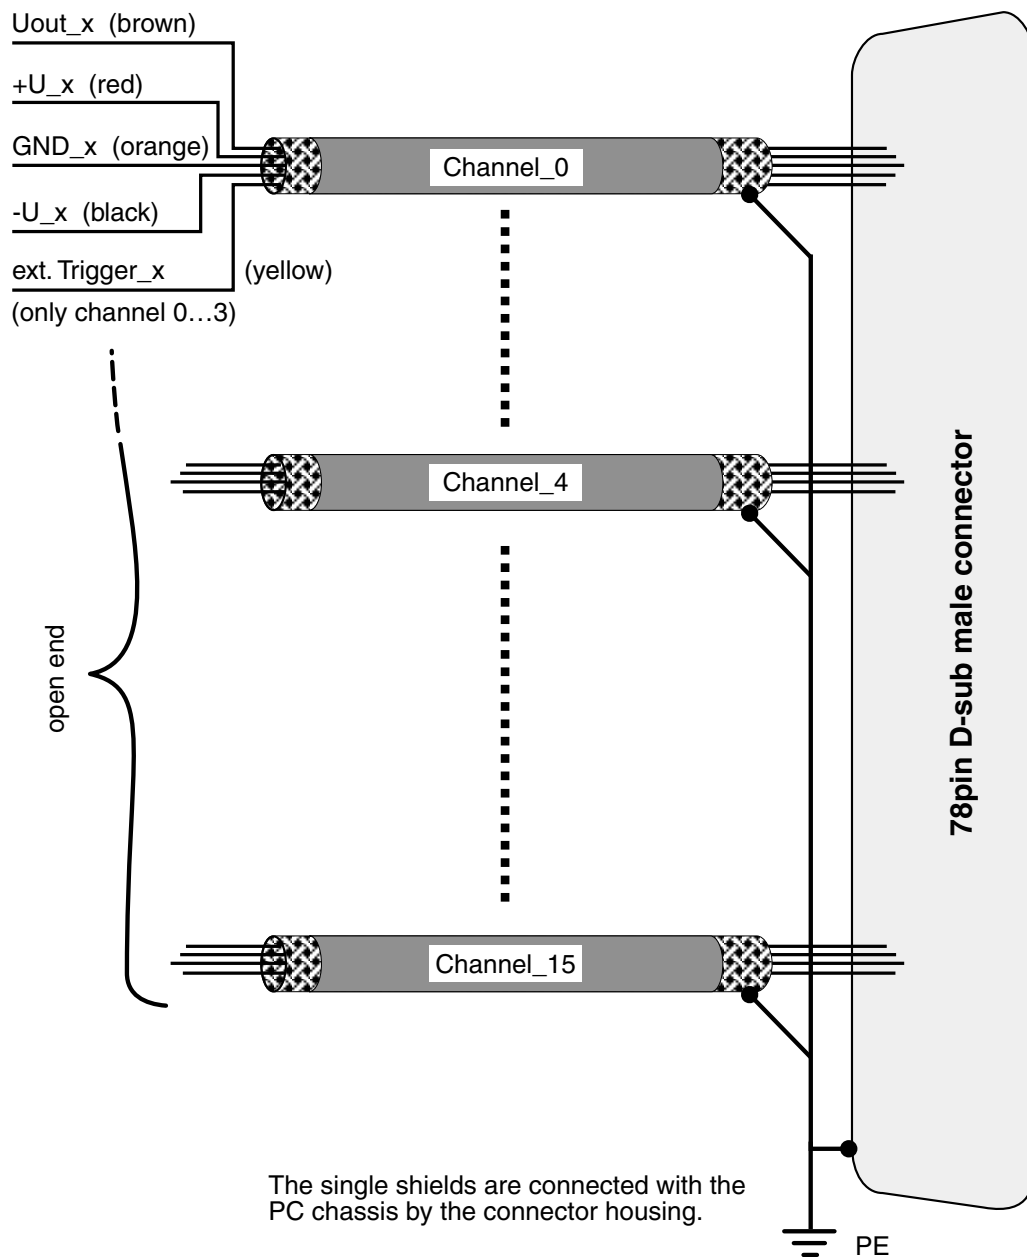 Uout_x (brown)
+U_x (red)
GND_x (orange)
-U_x (black)
ext. Trigger_x (yellow)
(only channel 0…3)
Channel_0
Channel_4
open end
78pin D-sub male connector
Channel_15
The single shields are connected with the
PC chassis by the connector housing.
PE